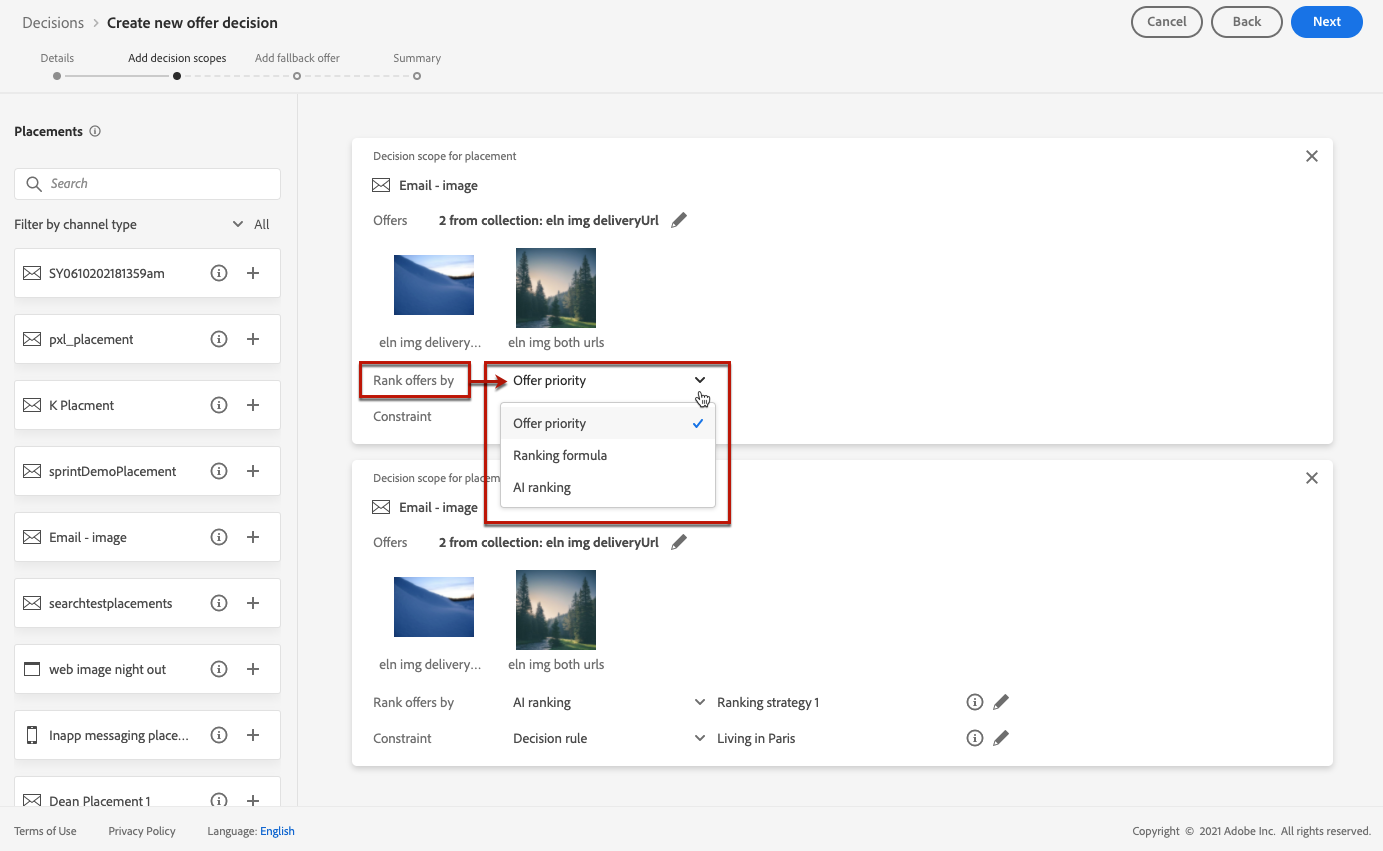 Decisions > Create new offer decision
Cancel
Back
Next
Details
Add decision scopes
Add fallback offer
Summary
Placements
Search
Filter by channel type
All
SY0610202181359am
pxl_placement
K Placment
sprintDemoPlacement
Email - image
searchtestplacements
web image night out
Inapp messaging place...
Dean Placement 1
Decision scope for placement
Email - image
Offers 2 from collection: eln img deliveryUrl
eln img delivery... eln img both urls
Rank offers by Offer priority
Constraint
Offer priority
Ranking formula
AI ranking
Decision scope for placem
Email - image
Offers 2 from collection: eln img deliveryUrl
eln img delivery... eln img both urls
Rank offers by AI ranking Ranking strategy 1
Constraint Decision rule Living in Paris
Terms of Use Privacy Policy Language: English
Copyright © 2021 Adobe Inc. All rights reserved.